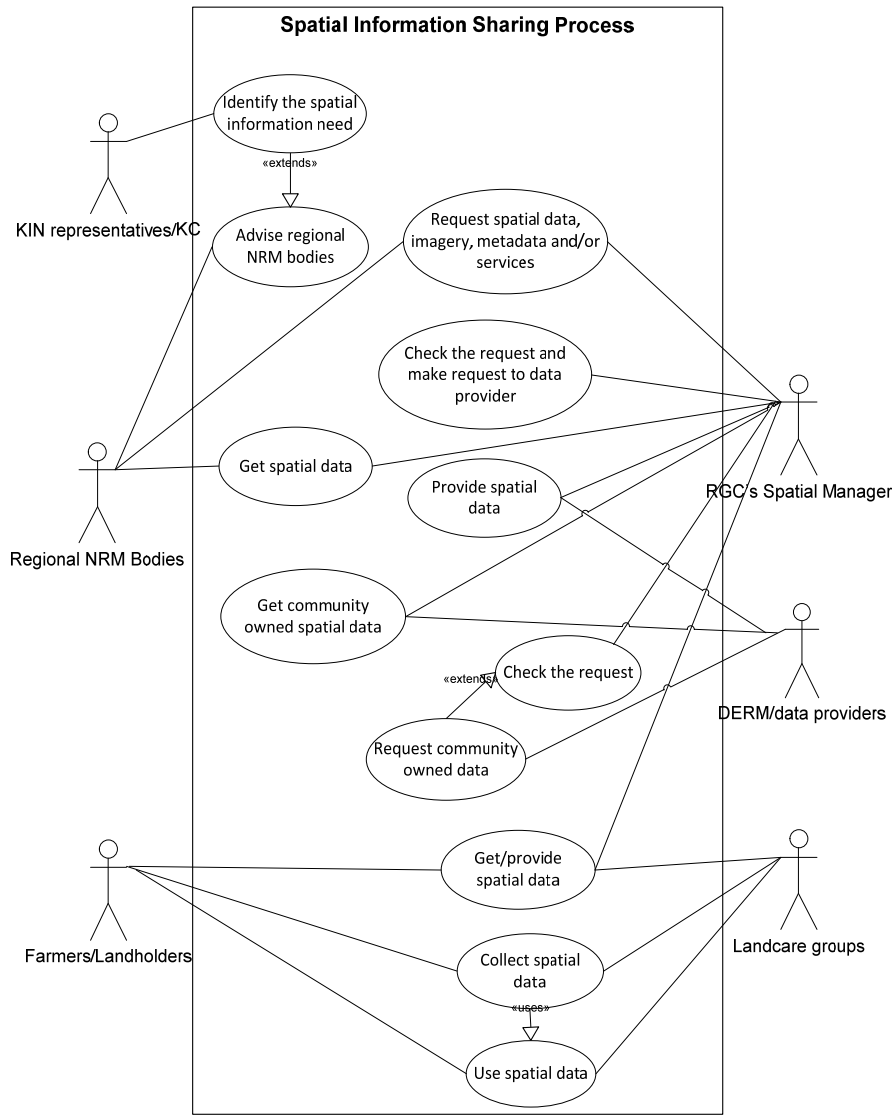 Spatial Information Sharing Process
Identify the spatial
information need
«extends»
KIN representatives/KC
Advise regional
NRM bodies
Request spatial data,
imagery, metadata and/or
services
Check the request and
make request to data
provider
Get spatial data
Provide spatial
data
RGC's Spatial Manager
Regional NRM Bodies
Get community
owned spatial data
Check the request
«extends»
DERM/data providers
Request community
owned data
Get/provide
spatial data
Farmers/Landholders
Landcare groups
Collect spatial
data
«uses»
Use spatial data